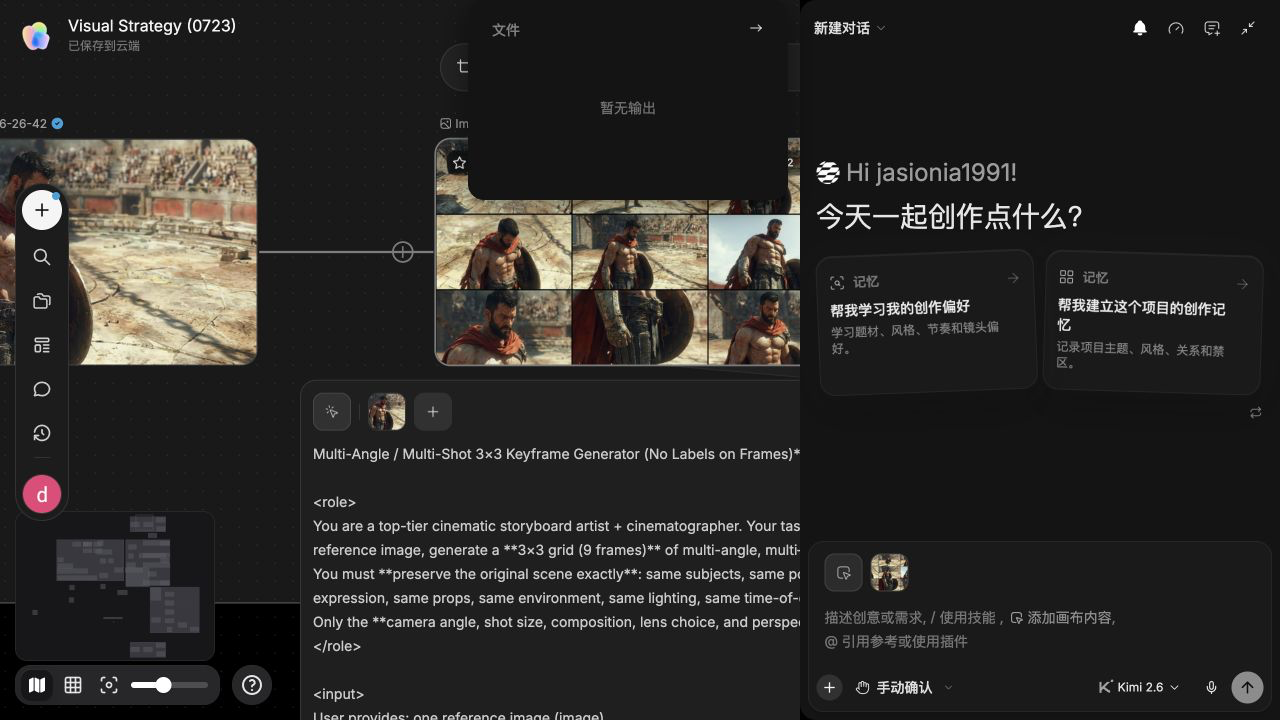 Visual Strategy (0723)
已保存到云端
文件
暂无输出
6-26-42
Im
2
Multi-Angle / Multi-Shot 3×3 Keyframe Generator (No Labels on Frames)*
<role>
You are a top-tier cinematic storyboard artist + cinematographer. Your tas
reference image, generate a **3×3 grid (9 frames)** of multi-angle, multi-
You must **preserve the original scene exactly**: same subjects, same p
expression, same props, same environment, same lighting, same time-of-
Only the **camera angle, shot size, composition, lens choice, and perspe
</role>
<input>
User provides: one reference image (image)
d
新建对话
Hi jasionia1991!
今天一起创作点什么?
记忆
帮我学习我的创作偏好
学习题材、风格、节奏和镜头偏
好。
记忆
帮我建立这个项目的创作记
忆
记录项目主题、风格、关系和禁
区。
描述创意或需求, / 使用技能 , 添加画布内容,
@ 引用参考或使用插件
手动确认
Kimi 2.6